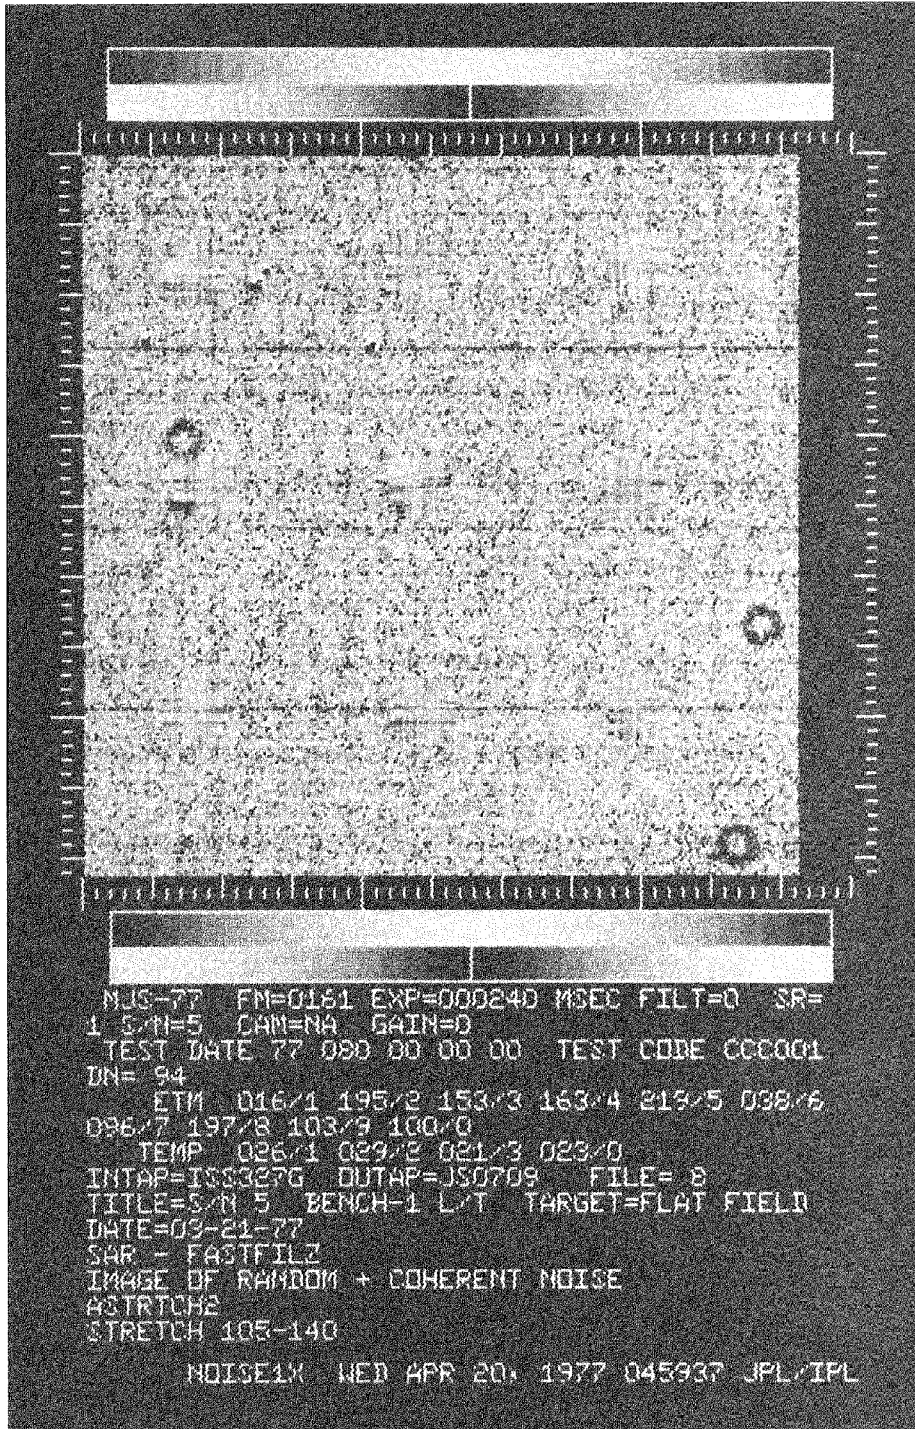 MJS-77 FM=0161 EXP=000240 MSEC FILT=0 SR=
1 S/N=5 CAM=NA GAIN=0
TEST DATE 77 080 00 00 00 TEST CODE CCC001
DN= 94
ETM 016/1 195/2 153/3 163/4 219/5 038/6
096/7 197/8 103/9 100/0
TEMP 026/1 029/2 021/3 023/0
INTAP=ISS327G OUTAP=JS0709 FILE= 8
TITLE=S/N 5 BENCH-1 L/T TARGET=FLAT FIELD
DATE=03-21-77
SAR - FASTFIL2
IMAGE OF RANDOM + COHERENT NOISE
ASTRTCH2
STRETCH 105-140
NOISE1X WED APR 20, 1977 045937 JPL/IPL